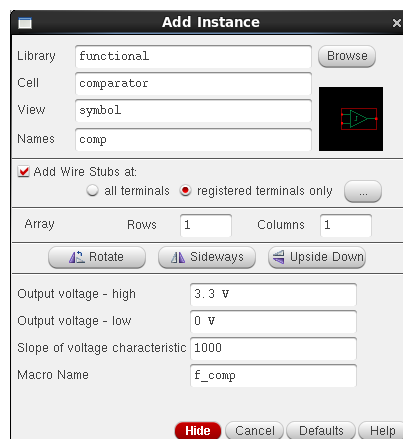 Add Instance
Library functional Browse
Cell comparator
View symbol
Names comp
Add Wire Stubs at:
all terminals registered terminals only ...
Array Rows 1 Columns 1
Rotate Sideways Upside Down
Output voltage - high 3.3 V
Output voltage - low 0 V
Slope of voltage characteristic 1000
Macro Name f_comp
Hide Cancel Defaults Help